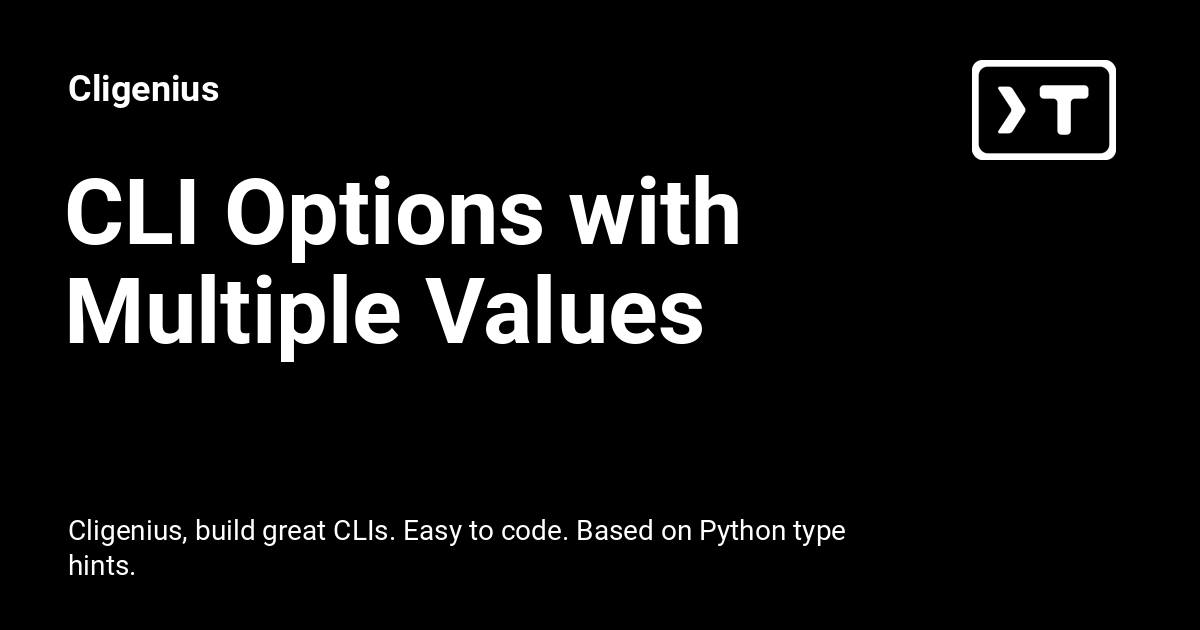 Cligenius
T
CLI Options with
Multiple Values
Cligenius, build great CLIs. Easy to code. Based on Python type
hints.